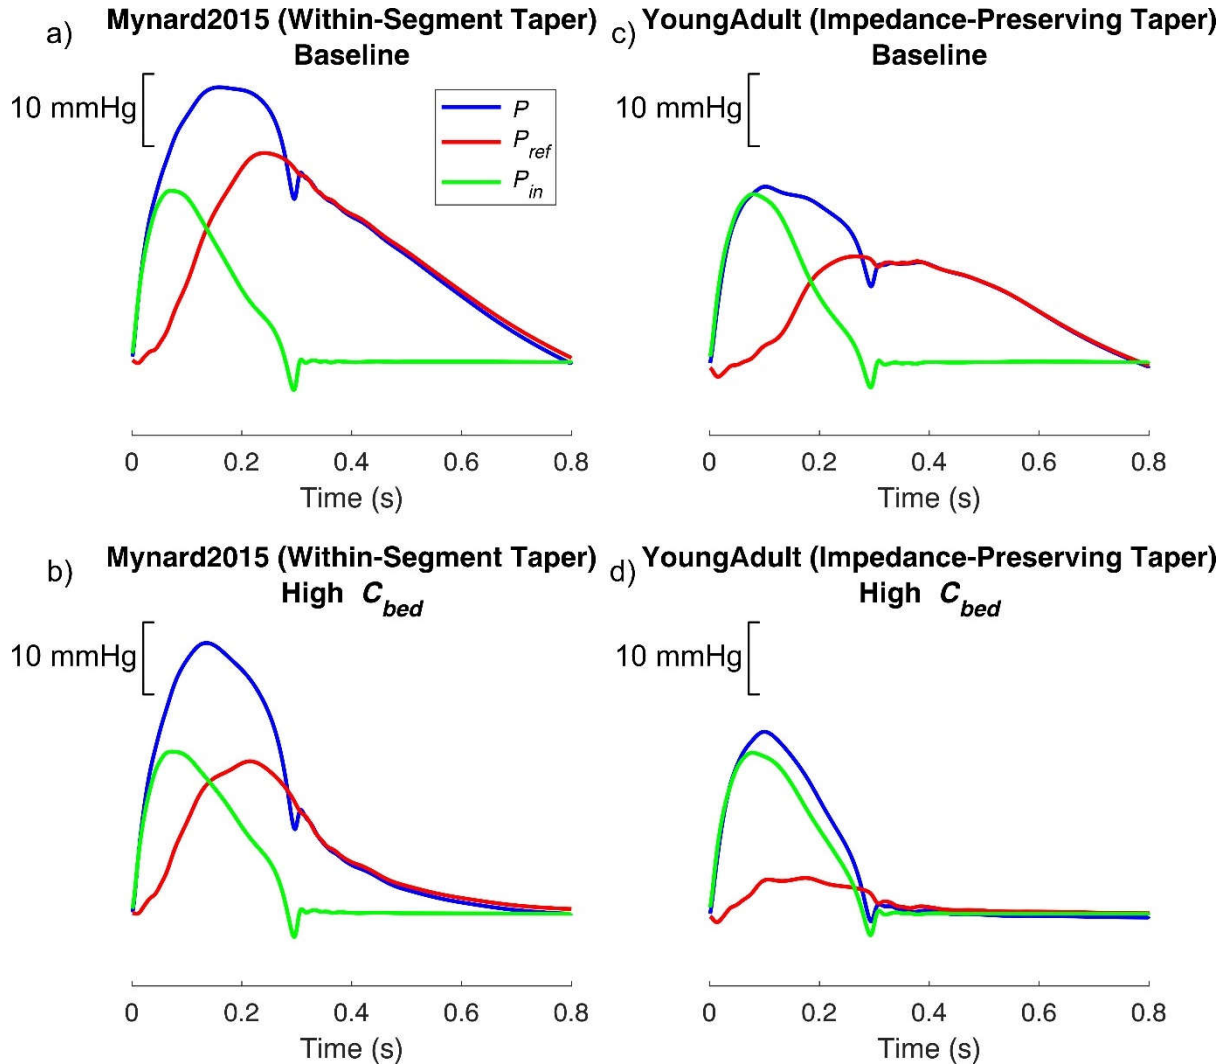 a) Mynard2015 (Within-Segment Taper)
Baseline
10 mmHg
P
P_ref
P_in
0 0.2 0.4 0.6 0.8
Time (s)
c) YoungAdult (Impedance-Preserving Taper)
Baseline
10 mmHg
0 0.2 0.4 0.6 0.8
Time (s)
b) Mynard2015 (Within-Segment Taper)
High C_bed
10 mmHg
0 0.2 0.4 0.6 0.8
Time (s)
d) YoungAdult (Impedance-Preserving Taper)
High C_bed
10 mmHg
0 0.2 0.4 0.6 0.8
Time (s)